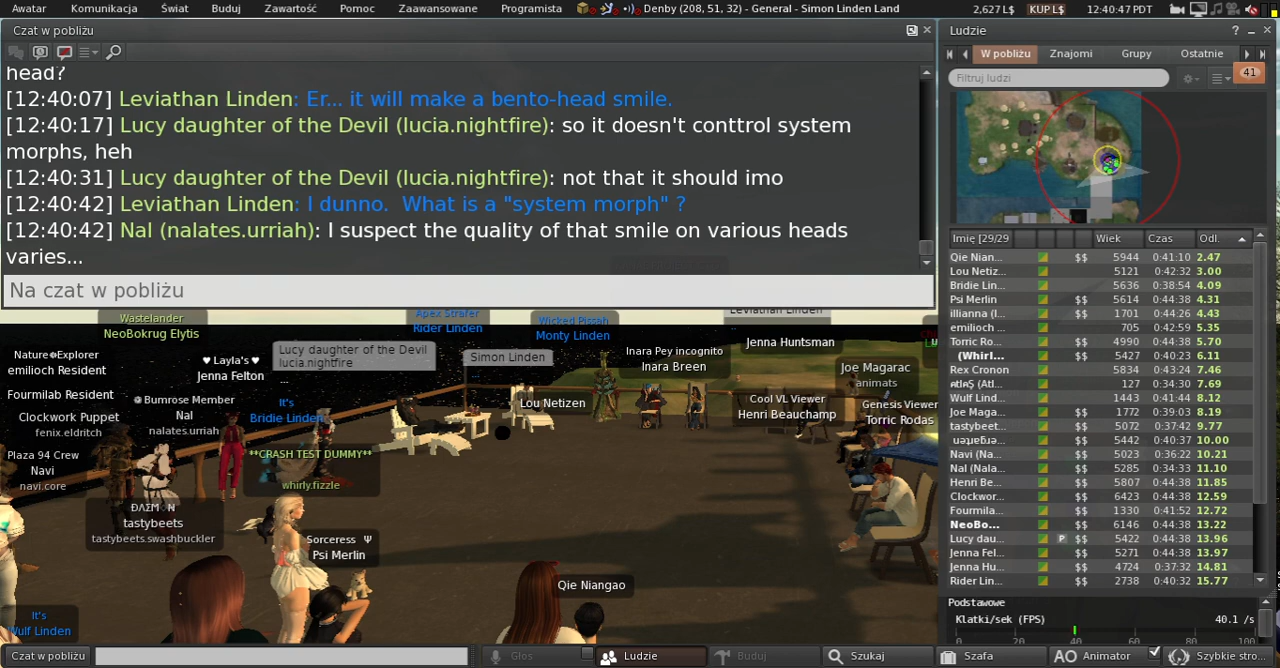 Awatar Komunikacja Świat Buduj Zawartość Pomoc Zaawansowane Programista Denby (208, 51, 32) - General - Simon Linden Land 2,627 L$ KUP L$ 12:40:47 PDT
Czat w pobliżu
head?
[12:40:07] Leviathan Linden: Er... it will make a bento-head smile.
[12:40:17] Lucy daughter of the Devil (lucia.nightfire): so it doesn't conttrol system
morphs, heh
[12:40:31] Lucy daughter of the Devil (lucia.nightfire): not that it should imo
[12:40:42] Leviathan Linden: I dunno.  What is a "system morph" ?
[12:40:42] Nal (nalates.urriah): I suspect the quality of that smile on various heads
varies...
Na czat w pobliżu
Wastelander
NeoBokrug Elytis
Apex Strafer
Rider Linden
Wicked Pissah
Monty Linden
Leviathan Linden
Jenna Huntsman
Nature❁Explorer
emilioch Resident
♥ Layla's ♥
Jenna Felton
Lucy daughter of the Devil
lucia.nightfire
...
Simon Linden
...
Inara Pey incognito
Inara Breen
Joe Magarac
animats
Fourmilab Resident
Clockwork Puppet
fenix.eldritch
❁ Bumrose Member
Nal
nalates.urriah
It's
Bridie Linden
Lou Netizen
Cool VL Viewer
Henri Beauchamp
Genesis Viewer
Torric Rodas
Plaza 94 Crew
Navi
navi.core
**CRASH TEST DUMMY**
whirly.fizzle
tastybeets
tastybeets.swashbuckler
Sorceress Ψ
Psi Merlin
Qie Niangao
It's
Wulf Linden
Ludzie
W pobliżu Znajomi Grupy Ostatnie
41
Filtruj ludzi
Imię [29/29 Wiek Czas Odl.
Qie Nian... $$ 5944 0:41:10 2.47
Lou Netiz... 5121 0:42:32 3.00
Bridie Lin... 5636 0:38:54 4.09
Psi Merlin $$ 5614 0:44:38 4.31
illianna (I... $$ 1701 0:44:26 4.43
emilioch ... 705 0:42:59 5.35
Torric Ro... $$ 4990 0:44:38 5.70
(Whirl... $$ 5427 0:40:23 6.11
Rex Cronon 5834 0:43:24 7.46
(Atl... 127 0:34:30 7.69
Wulf Lind... 1443 0:41:44 8.12
Joe Maga... $$ 1772 0:39:03 8.19
tastybeet... $$ 5072 0:37:42 9.77
$$ 5442 0:40:37 10.00
Navi (Na... $$ 5023 0:36:22 10.21
Nal (Nala... $$ 5285 0:34:33 11.10
Henri Be... $$ 5807 0:44:38 11.85
Clockwor... $$ 6423 0:44:38 12.59
Fourmila... $$ 1330 0:41:52 12.72
NeoBo... $$ 6146 0:44:38 13.22
Lucy dau... P $$ 5422 0:44:38 13.96
Jenna Fel... $$ 5271 0:44:38 13.97
Jenna Hu... $$ 4724 0:37:32 14.81
Rider Lin... $$ 2738 0:40:32 15.77
Podstawowe
Klatki/sek (FPS) 40.1 /s
0 20 40 60 80 100
Czat w pobliżu Głos Ludzie Buduj Szukaj Szafa AO Animator Szybkie stro...